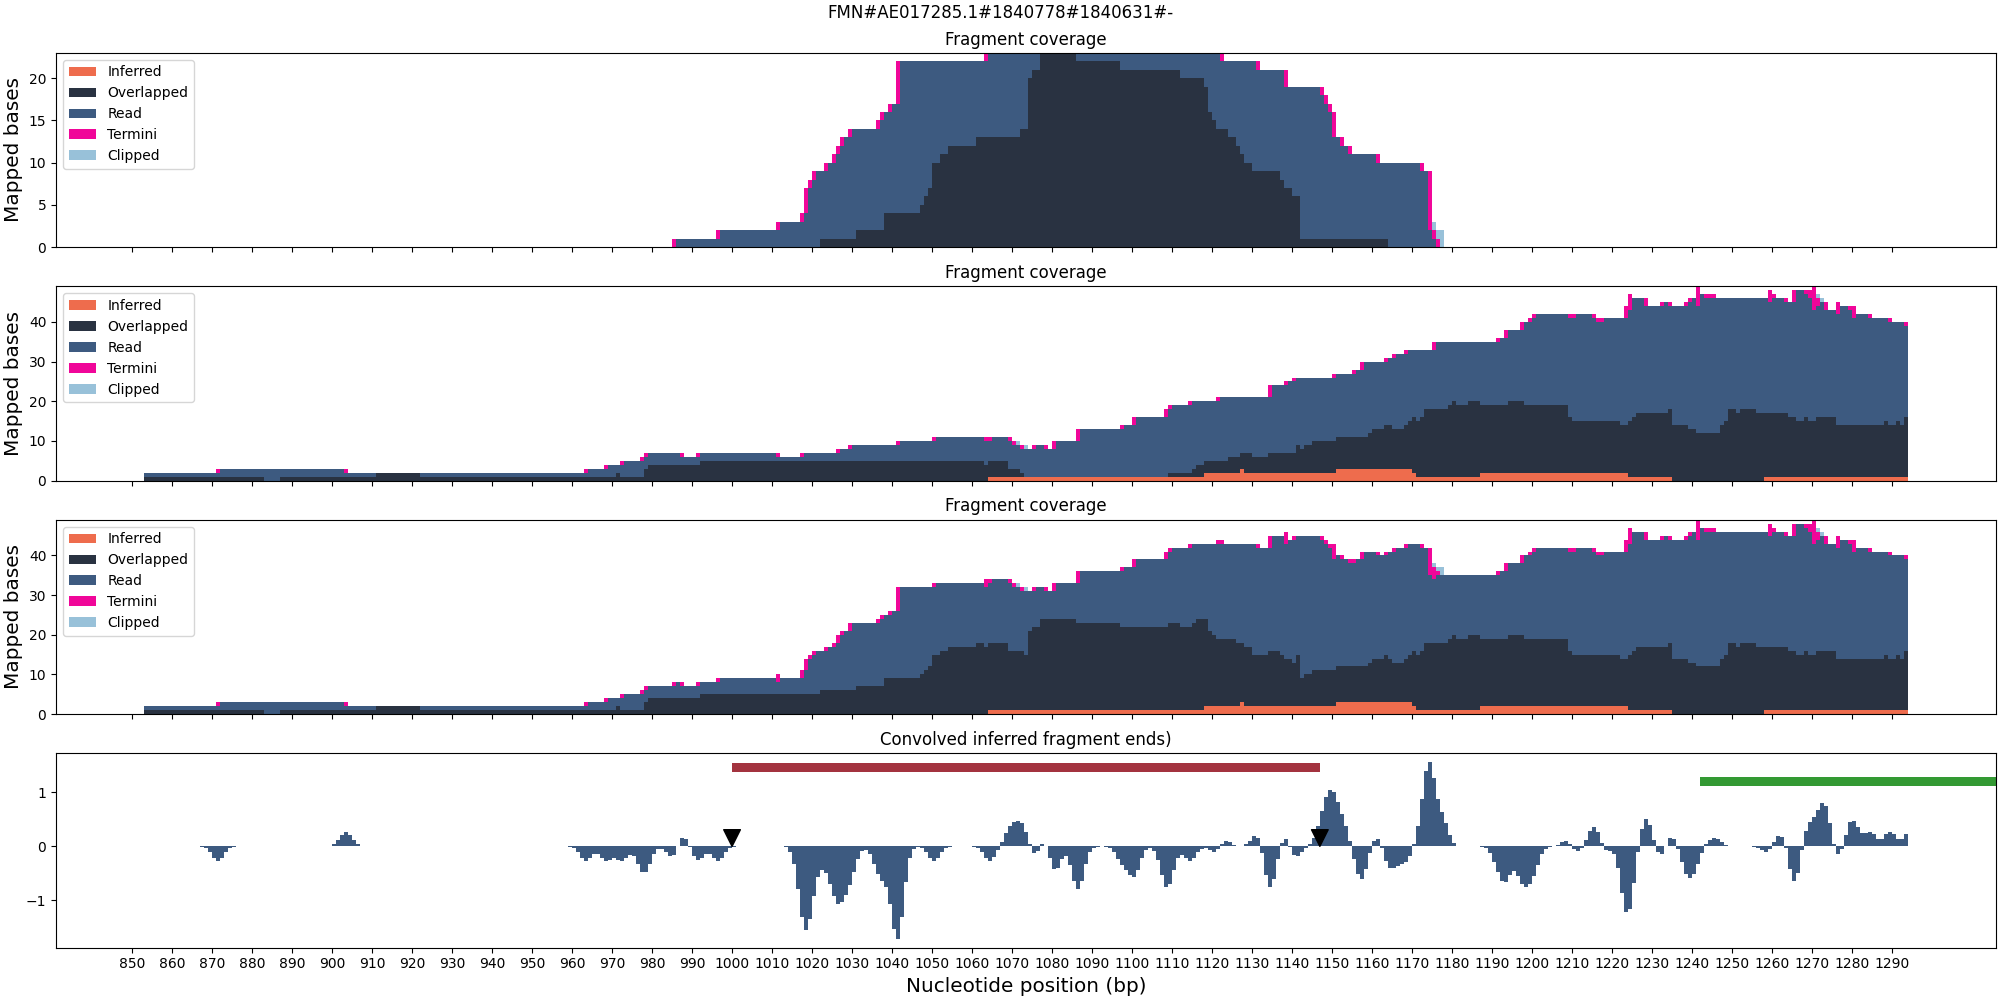 FMN#AE017285.1#1840778#1840631#-
Fragment coverage
Mapped bases
20
15
10
5
0
Inferred
Overlapped
Read
Termini
Clipped
Fragment coverage
Mapped bases
40
30
20
10
0
Inferred
Overlapped
Read
Termini
Clipped
Fragment coverage
Mapped bases
40
30
20
10
0
Inferred
Overlapped
Read
Termini
Clipped
Convolved inferred fragment ends)
1
0
−1
850 860 870 880 890 900 910 920 930 940 950 960 970 980 990 1000 1010 1020 1030 1040 1050 1060 1070 1080 1090 1100 1110 1120 1130 1140 1150 1160 1170 1180 1190 1200 1210 1220 1230 1240 1250 1260 1270 1280 1290
Nucleotide position (bp)